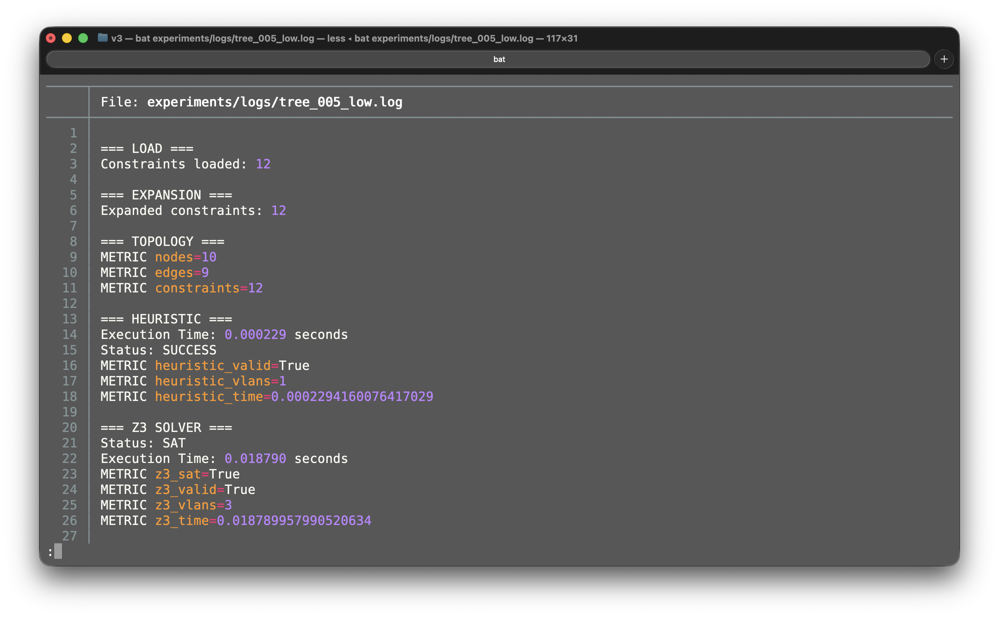 v3 — bat experiments/logs/tree_005_low.log — less ◂ bat experiments/logs/tree_005_low.log — 117×31
bat
+
File: experiments/logs/tree_005_low.log
1
2 === LOAD ===
3 Constraints loaded: 12
4
5 === EXPANSION ===
6 Expanded constraints: 12
7
8 === TOPOLOGY ===
9 METRIC nodes=10
10 METRIC edges=9
11 METRIC constraints=12
12
13 === HEURISTIC ===
14 Execution Time: 0.000229 seconds
15 Status: SUCCESS
16 METRIC heuristic_valid=True
17 METRIC heuristic_vlans=1
18 METRIC heuristic_time=0.0002294160076417029
19
20 === Z3 SOLVER ===
21 Status: SAT
22 Execution Time: 0.018790 seconds
23 METRIC z3_sat=True
24 METRIC z3_valid=True
25 METRIC z3_vlans=3
26 METRIC z3_time=0.018789957990520634
27
: